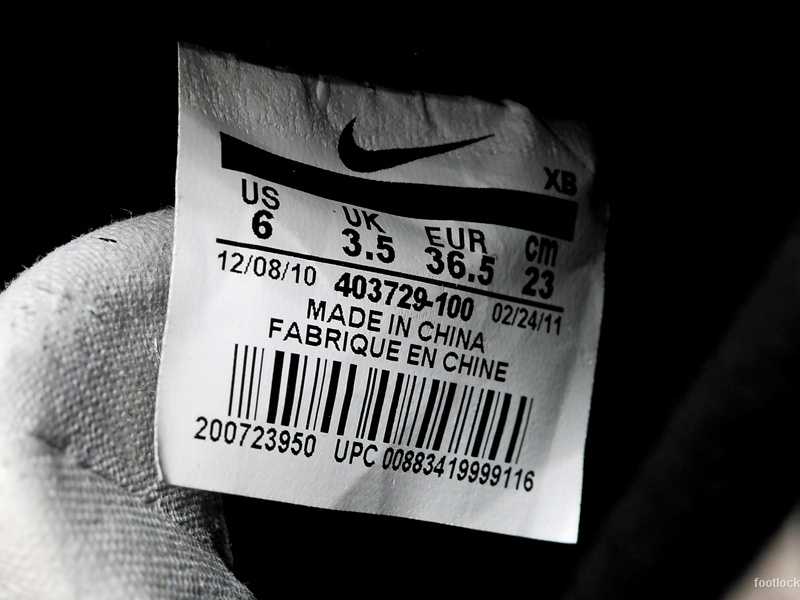 XB
US UK EUR cm
6 3.5 36.5 23
12/08/10 403729-100 02/24/11
MADE IN CHINA
FABRIQUE EN CHINE
200723950 UPC 00883419999116
footlock